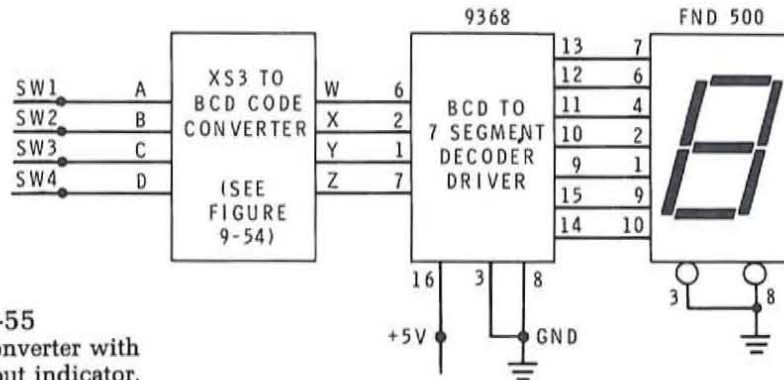 9368
FND 500
SW1
SW2
SW3
SW4
A
B
C
D
XS3 TO
BCD CODE
CONVERTER
(SEE
FIGURE
9-54)
W
X
Y
Z
6
2
1
7
BCD TO
7 SEGMENT
DECODER
DRIVER
13
12
11
10
9
15
14
7
6
4
2
1
9
10
16
3
8
+5V
GND
3
8
-55
onverter with
out indicator.